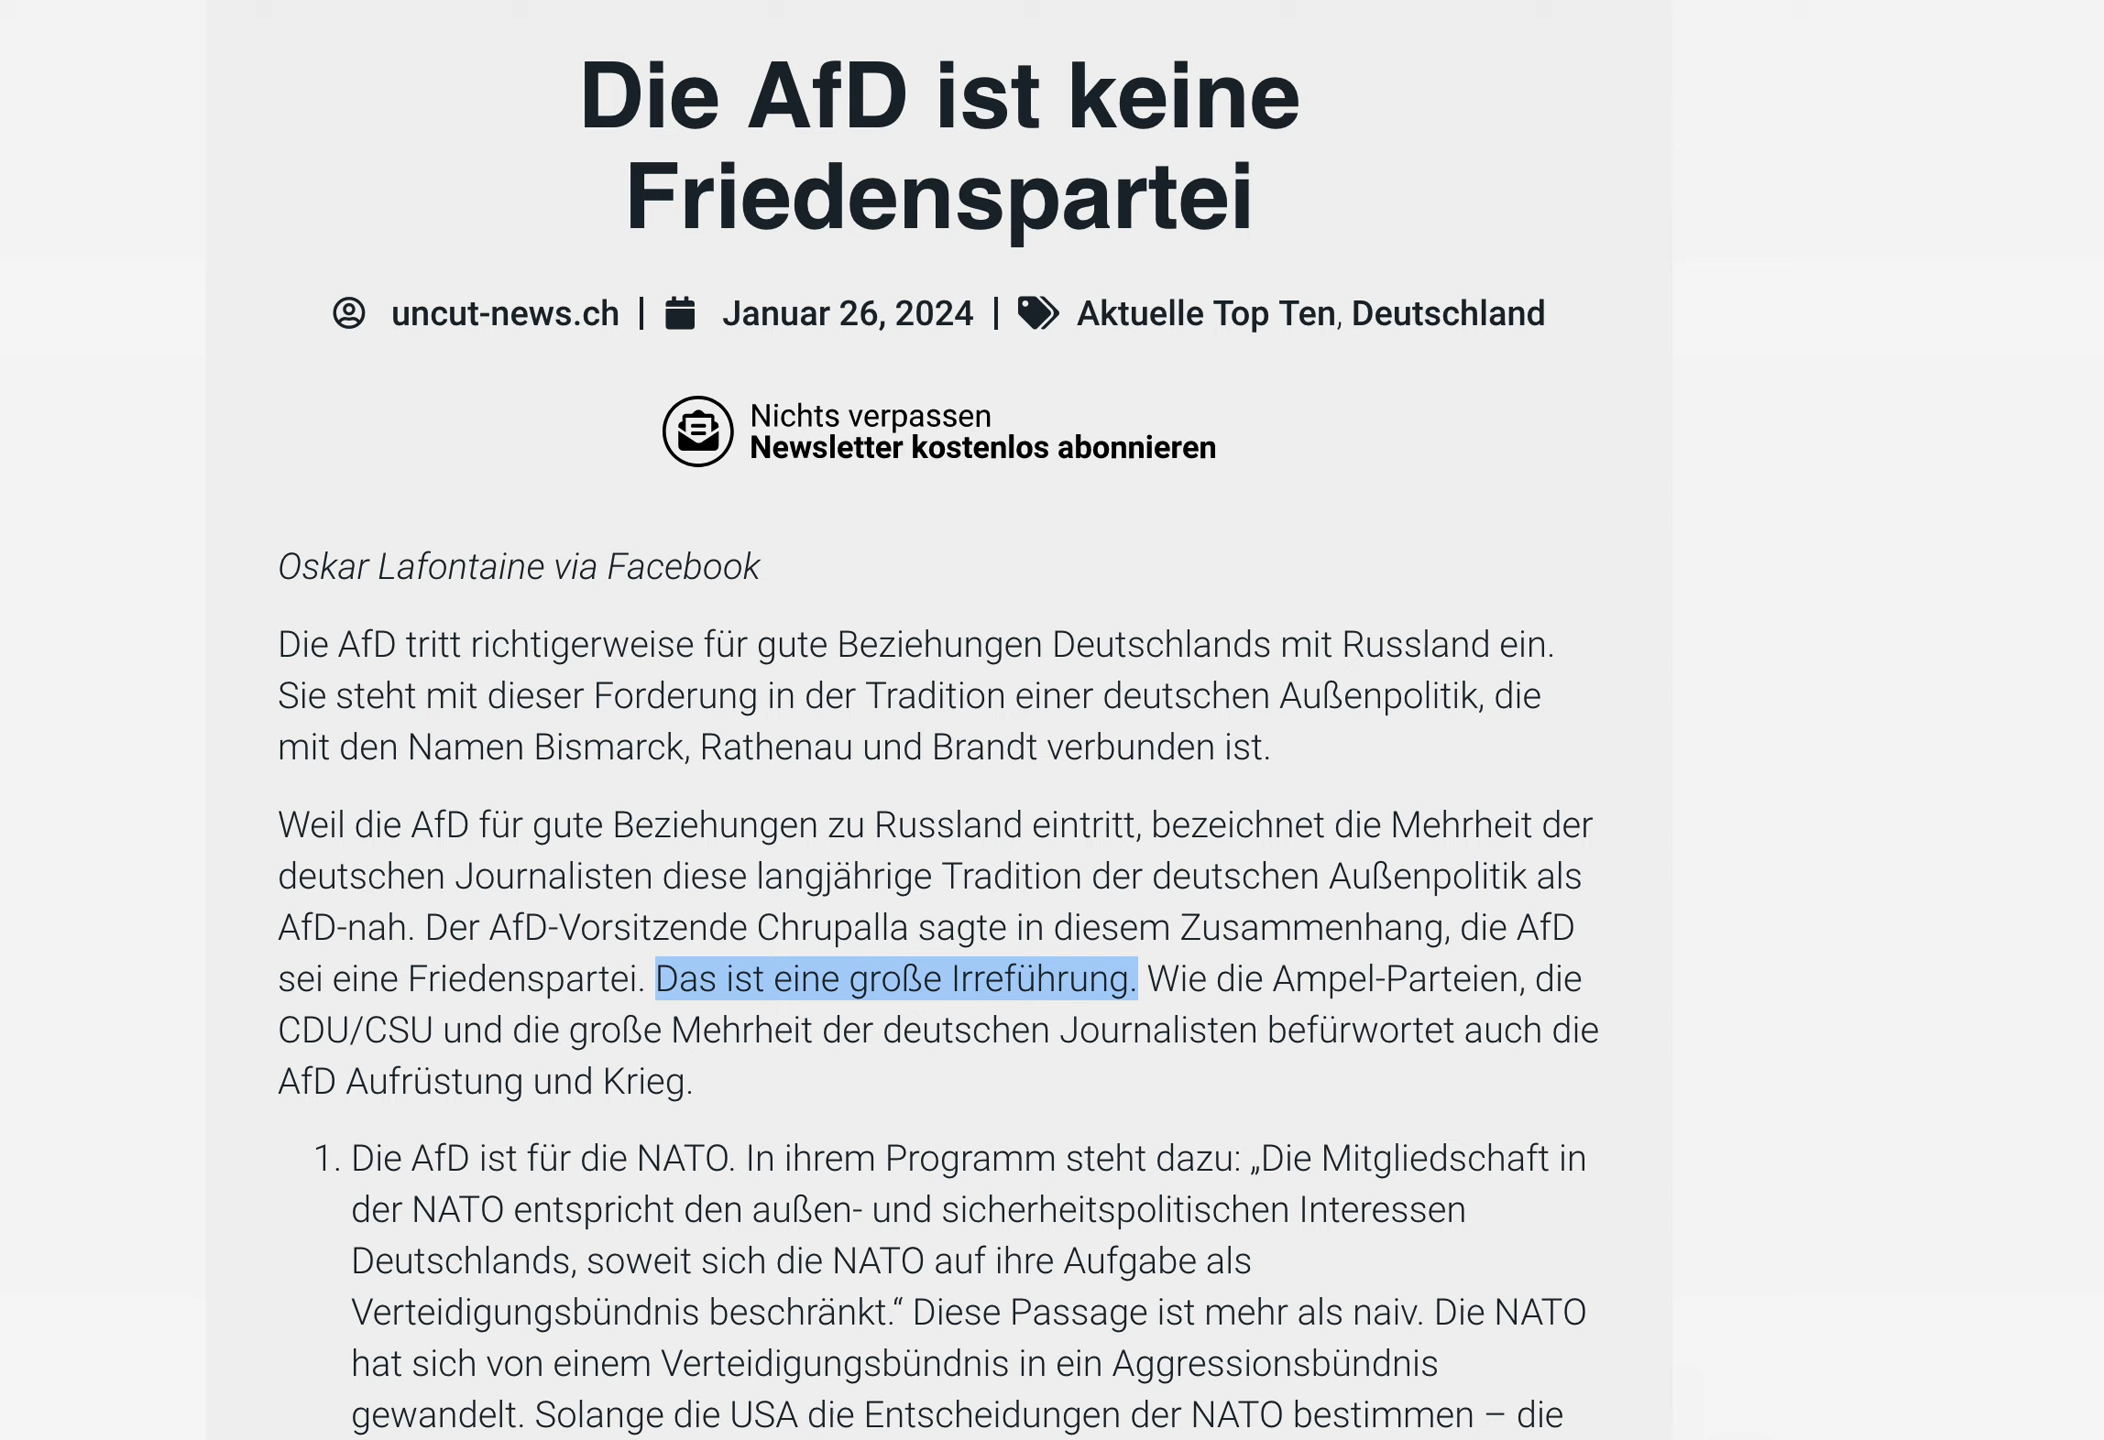 Die AfD ist keine
Friedenspartei
uncut-news.ch | Januar 26, 2024 | Aktuelle Top Ten, Deutschland
Nichts verpassen
Newsletter kostenlos abonnieren
Oskar Lafontaine via Facebook
Die AfD tritt richtigerweise für gute Beziehungen Deutschlands mit Russland ein.
Sie steht mit dieser Forderung in der Tradition einer deutschen Außenpolitik, die
mit den Namen Bismarck, Rathenau und Brandt verbunden ist.
Weil die AfD für gute Beziehungen zu Russland eintritt, bezeichnet die Mehrheit der
deutschen Journalisten diese langjährige Tradition der deutschen Außenpolitik als
AfD-nah. Der AfD-Vorsitzende Chrupalla sagte in diesem Zusammenhang, die AfD
sei eine Friedenspartei. Das ist eine große Irreführung. Wie die Ampel-Parteien, die
CDU/CSU und die große Mehrheit der deutschen Journalisten befürwortet auch die
AfD Aufrüstung und Krieg.
1. Die AfD ist für die NATO. In ihrem Programm steht dazu: „Die Mitgliedschaft in
der NATO entspricht den außen- und sicherheitspolitischen Interessen
Deutschlands, soweit sich die NATO auf ihre Aufgabe als
Verteidigungsbündnis beschränkt.“ Diese Passage ist mehr als naiv. Die NATO
hat sich von einem Verteidigungsbündnis in ein Aggressionsbündnis
gewandelt. Solange die USA die Entscheidungen der NATO bestimmen – die